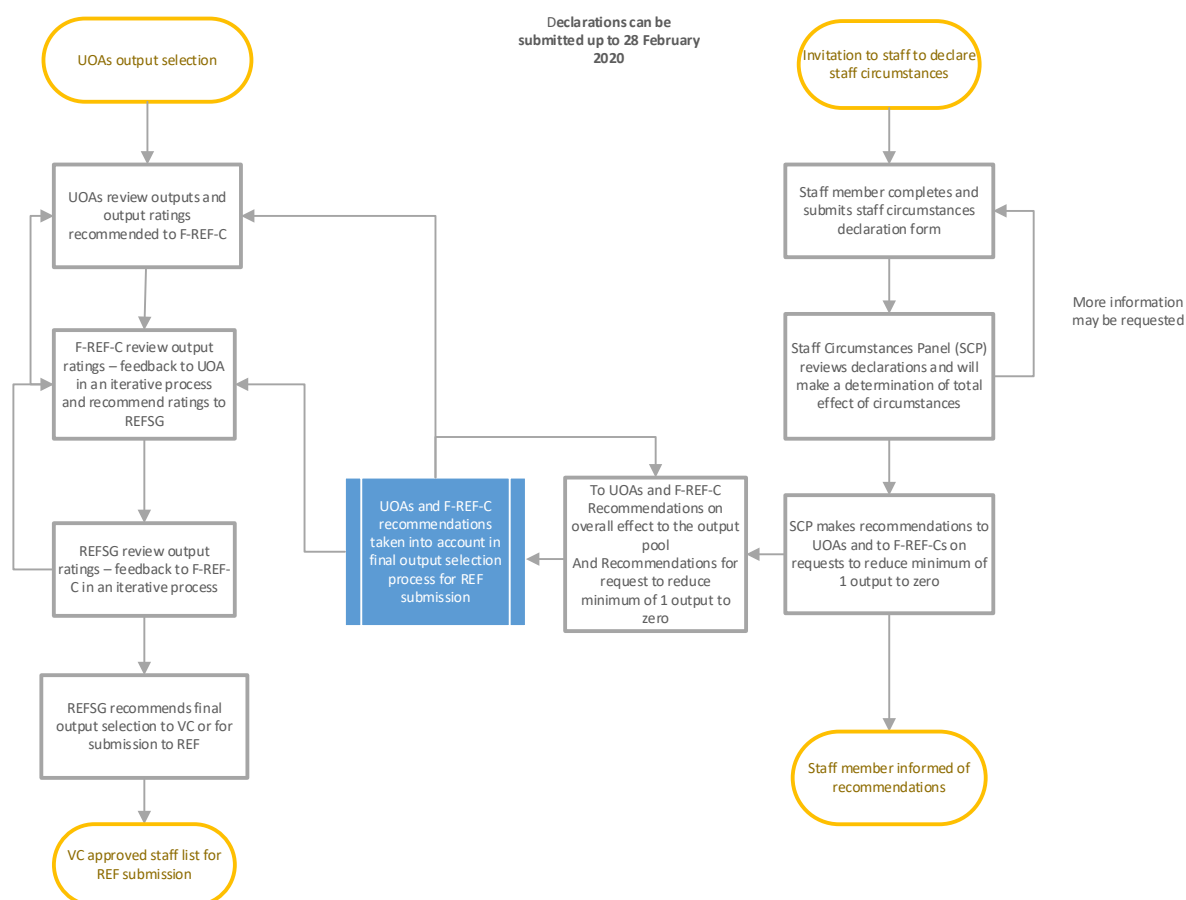 Declarations can be
submitted up to 28 February
2020
UOAs output selection
Invitation to staff to declare
staff circumstances
UOAs review outputs and
output ratings
recommended to F-REF-C
Staff member completes and
submits staff circumstances
declaration form
More information
may be requested
F-REF-C review output
ratings – feedback to UOA
in an iterative process
and recommend ratings to
REFSG
Staff Circumstances Panel (SCP)
reviews declarations and will
make a determination of total
effect of circumstances
UOAs and F-REF-C
recommendations
taken into account in
final output selection
process for REF
submission
To UOAs and F-REF-C
Recommendations on
overall effect to the output
pool
And Recommendations for
request to reduce
minimum of 1 output to
zero
SCP makes recommendations to
UOAs and to F-REF-Cs on
requests to reduce minimum of
1 output to zero
REFSG review output
ratings – feedback to F-REF-
C in an iterative process
REFSG recommends final
output selection to VC or for
submission to REF
Staff member informed of
recommendations
VC approved staff list for
REF submission